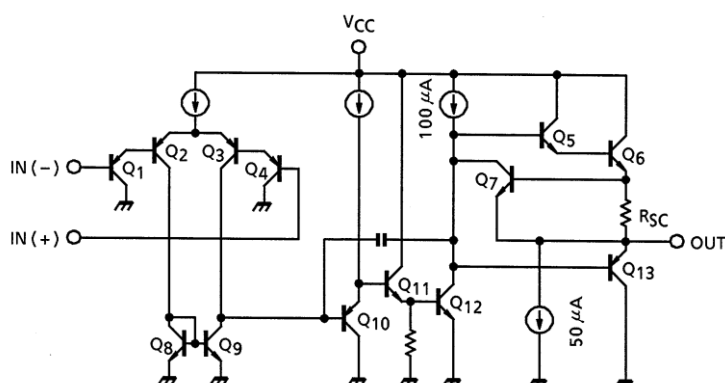 VCC
100 μA
Q5
Q6
IN (−)
Q1
Q2
Q3
Q4
Q7
RSC
IN (+)
OUT
Q13
Q11
Q12
Q10
50 μA
Q8
Q9